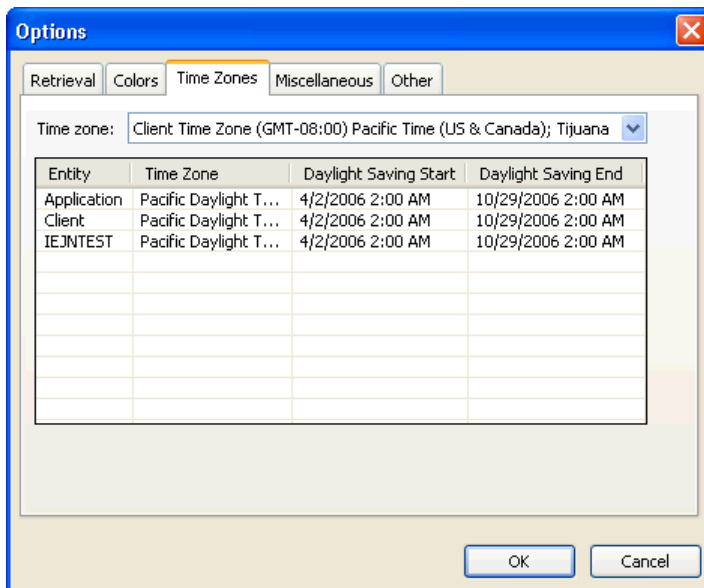 Options
Retrieval Colors Time Zones Miscellaneous Other
Time zone: Client Time Zone (GMT-08:00) Pacific Time (US & Canada); Tijuana
Entity Time Zone Daylight Saving Start Daylight Saving End
Application Pacific Daylight T... 4/2/2006 2:00 AM 10/29/2006 2:00 AM
Client Pacific Daylight T... 4/2/2006 2:00 AM 10/29/2006 2:00 AM
IEJNTEST Pacific Daylight T... 4/2/2006 2:00 AM 10/29/2006 2:00 AM
OK Cancel